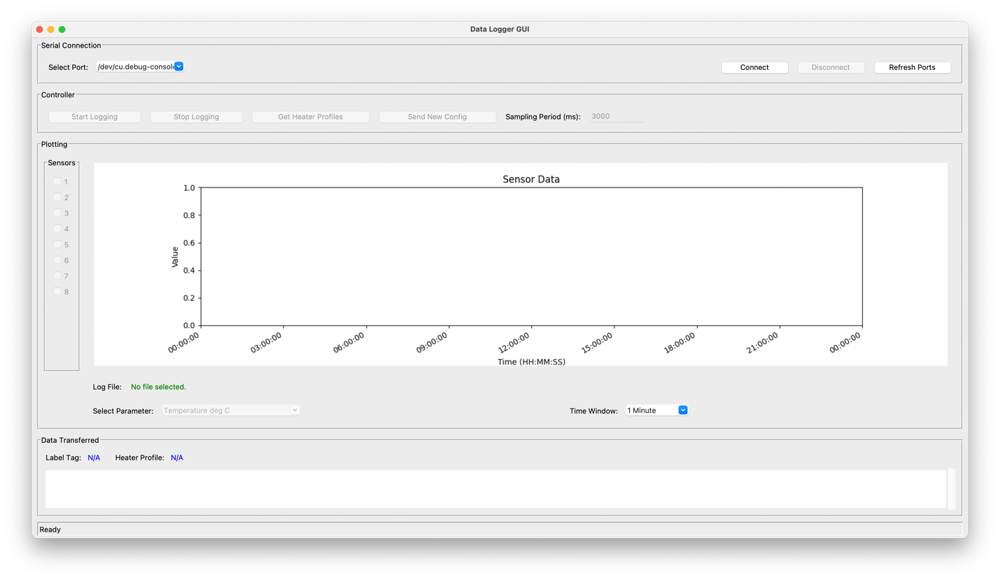 Data Logger GUI
Serial Connection
Select Port: /dev/cu.debug-consol Connect Disconnect Refresh Ports
Controller
Start Logging Stop Logging Get Heater Profiles Send New Config Sampling Period (ms): 3000
Plotting
Sensors
1
2
3
4
5
6
7
8
Sensor Data
1.0
0.8
0.6
0.4
0.2
0.0
Value
00:00:00 03:00:00 06:00:00 09:00:00 12:00:00 15:00:00 18:00:00 21:00:00 00:00:00
Time (HH:MM:SS)
Log File: No file selected.
Select Parameter: Temperature deg C Time Window: 1 Minute
Data Transferred
Label Tag: N/A Heater Profile: N/A
Ready